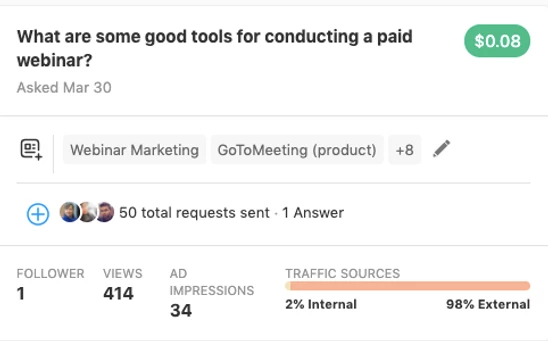 What are some good tools for conducting a paid
webinar?
$0.08
Asked Mar 30
Webinar Marketing
GoToMeeting (product)
+8
50 total requests sent · 1 Answer
FOLLOWER
1
VIEWS
414
AD
IMPRESSIONS
34
TRAFFIC SOURCES
2% Internal
98% External